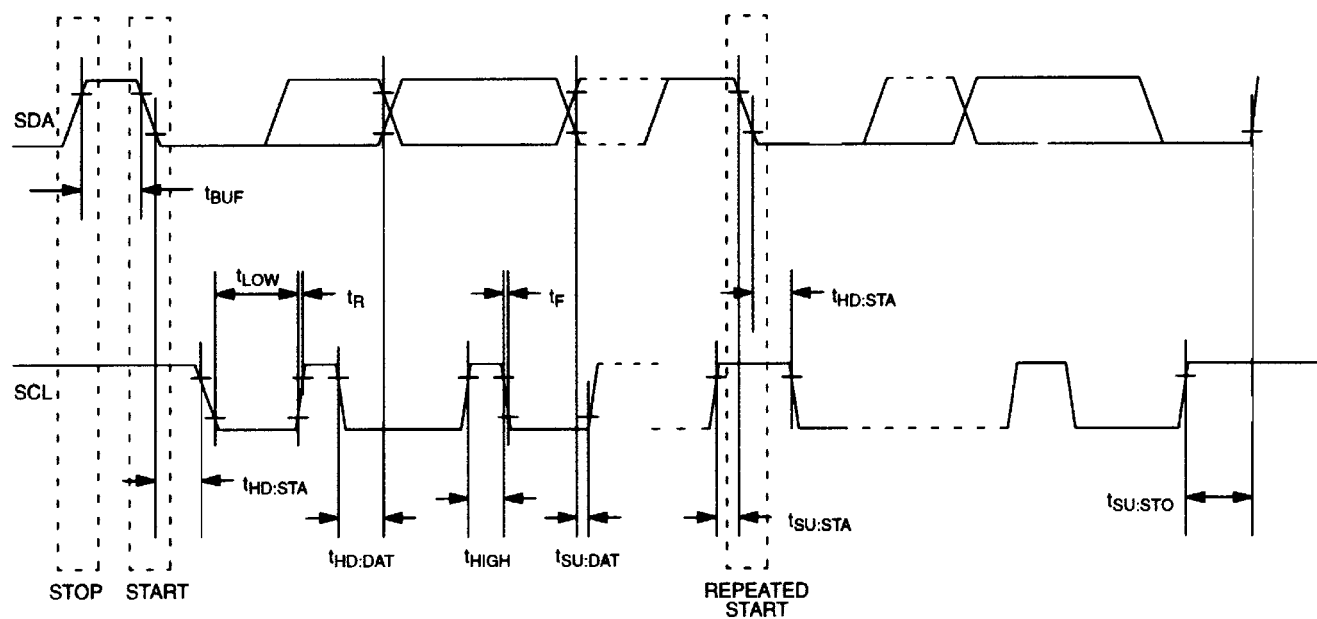 SDA
tBUF
tLOW
tR
tF
tHD:STA
SCL
tHD:STA
tHD:DAT
tHIGH
tSU:DAT
tSU:STA
tSU:STO
STOP
START
REPEATED
START